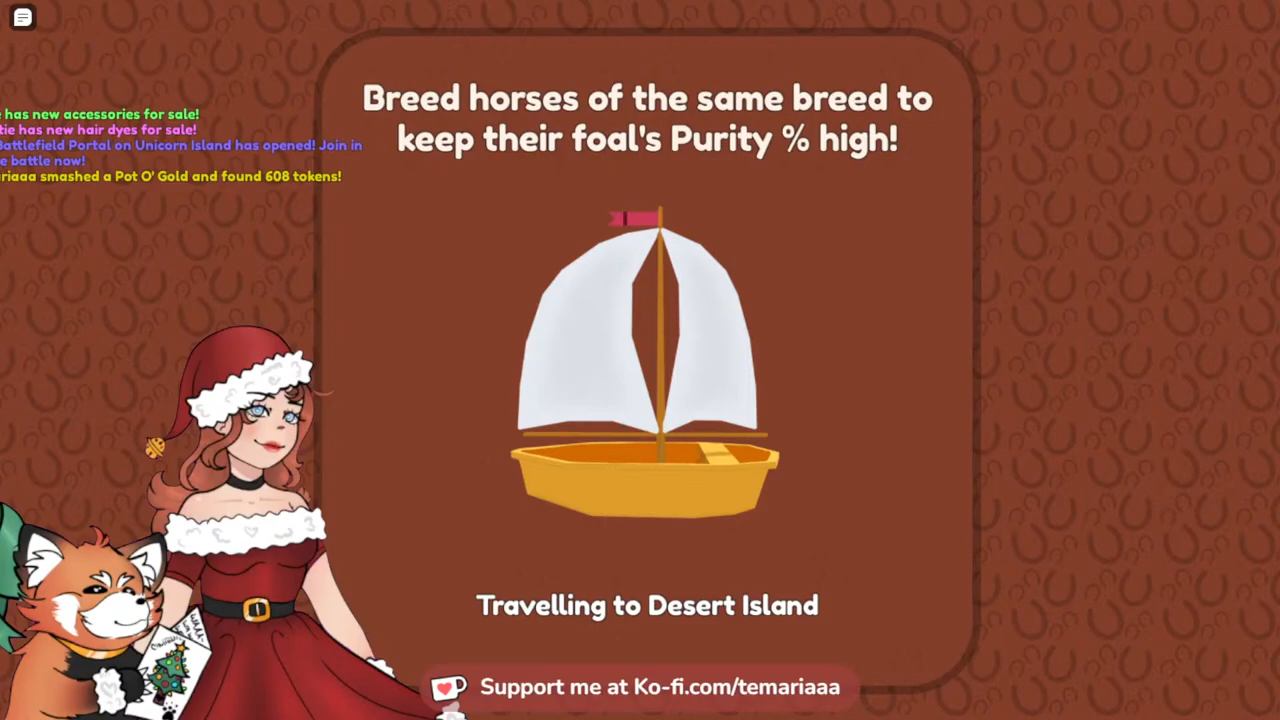 Breed horses of the same breed to
keep their foal's Purity % high!
has new accessories for sale!
has new hair dyes for sale!
Battlefield Portal on Unicorn Island has opened! Join in
battle now!
smashed a Pot O' Gold and found 608 tokens!
Travelling to Desert Island
Support me at Ko-fi.com/temariaaa